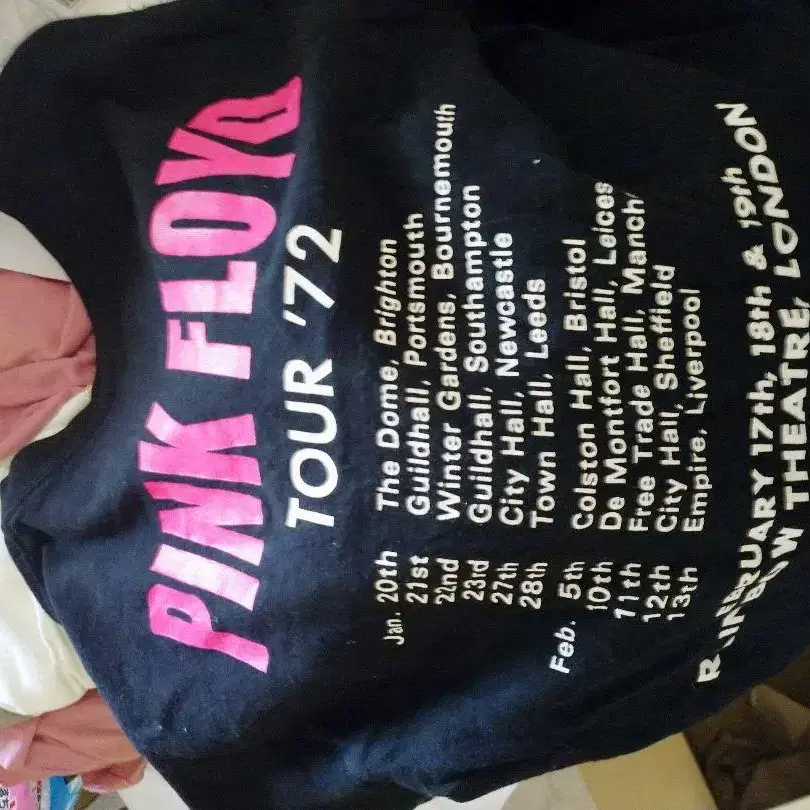 PINK FLOYD
TOUR '72
Jan. 20th The Dome, Brighton
21st Guildhall, Portsmouth
22nd Winter Gardens, Bournemouth
23rd Guildhall, Southampton
27th City Hall, Newcastle
28th Town Hall, Leeds
Feb. 5th Colston Hall, Bristol
10th De Montfort Hall, Leices
11th Free Trade Hall, Manch
12th City Hall, Sheffield
13th Empire, Liverpool
17th, 18th & 19th
THEATRE, LONDON